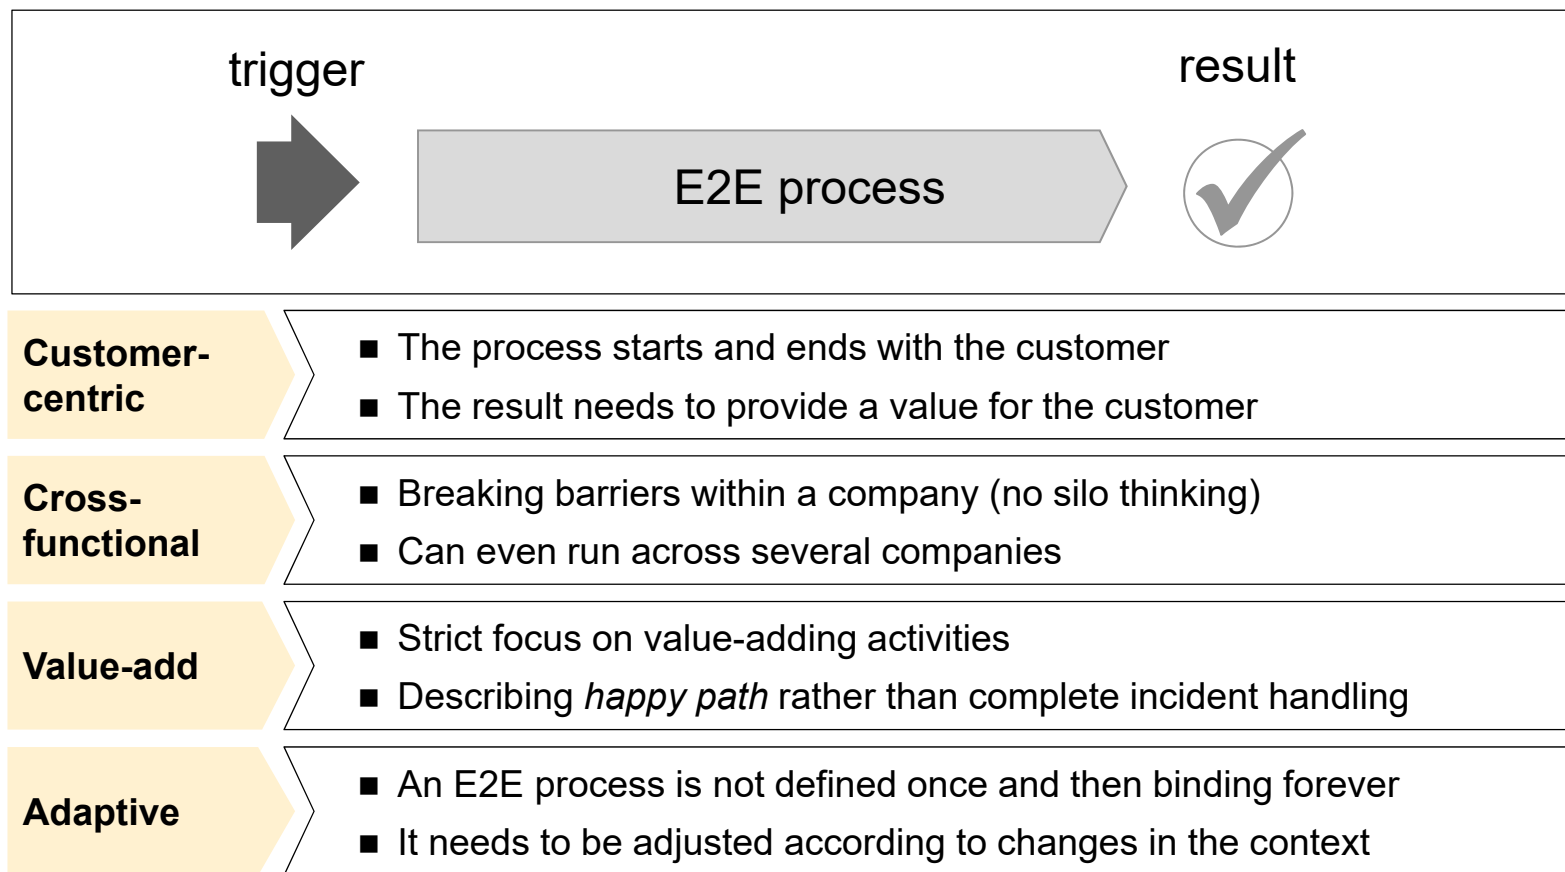 trigger
result
E2E process
Customer-
centric
■ The process starts and ends with the customer
■ The result needs to provide a value for the customer
Cross-
functional
■ Breaking barriers within a company (no silo thinking)
■ Can even run across several companies
Value-add
■ Strict focus on value-adding activities
■ Describing happy path rather than complete incident handling
Adaptive
■ An E2E process is not defined once and then binding forever
■ It needs to be adjusted according to changes in the context